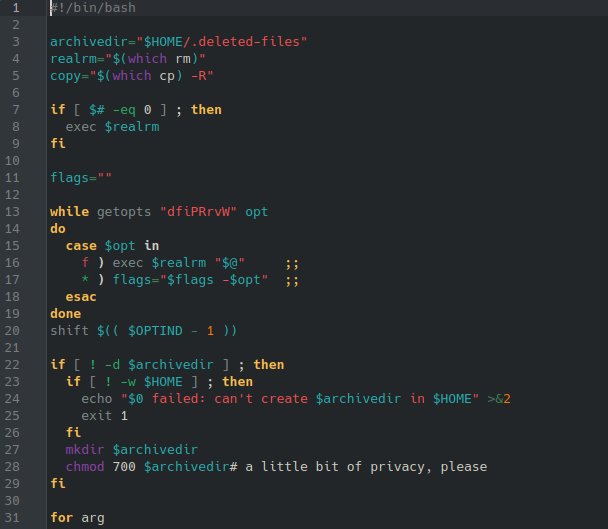 1 #!/bin/bash
2
3 archivedir="$HOME/.deleted-files"
4 realrm="$(which rm)"
5 copy="$(which cp) -R"
6
7 if [ $# -eq 0 ] ; then
8   exec $realrm
9 fi
10
11 flags=""
12
13 while getopts "dfiPRrvW" opt
14 do
15   case $opt in
16     f ) exec $realrm "$@"     ;;
17     * ) flags="$flags -$opt"  ;;
18   esac
19 done
20 shift $(( $OPTIND - 1 ))
21
22 if [ ! -d $archivedir ] ; then
23   if [ ! -w $HOME ] ; then
24     echo "$0 failed: can't create $archivedir in $HOME" >&2
25     exit 1
26   fi
27   mkdir $archivedir
28   chmod 700 $archivedir# a little bit of privacy, please
29 fi
30
31 for arg